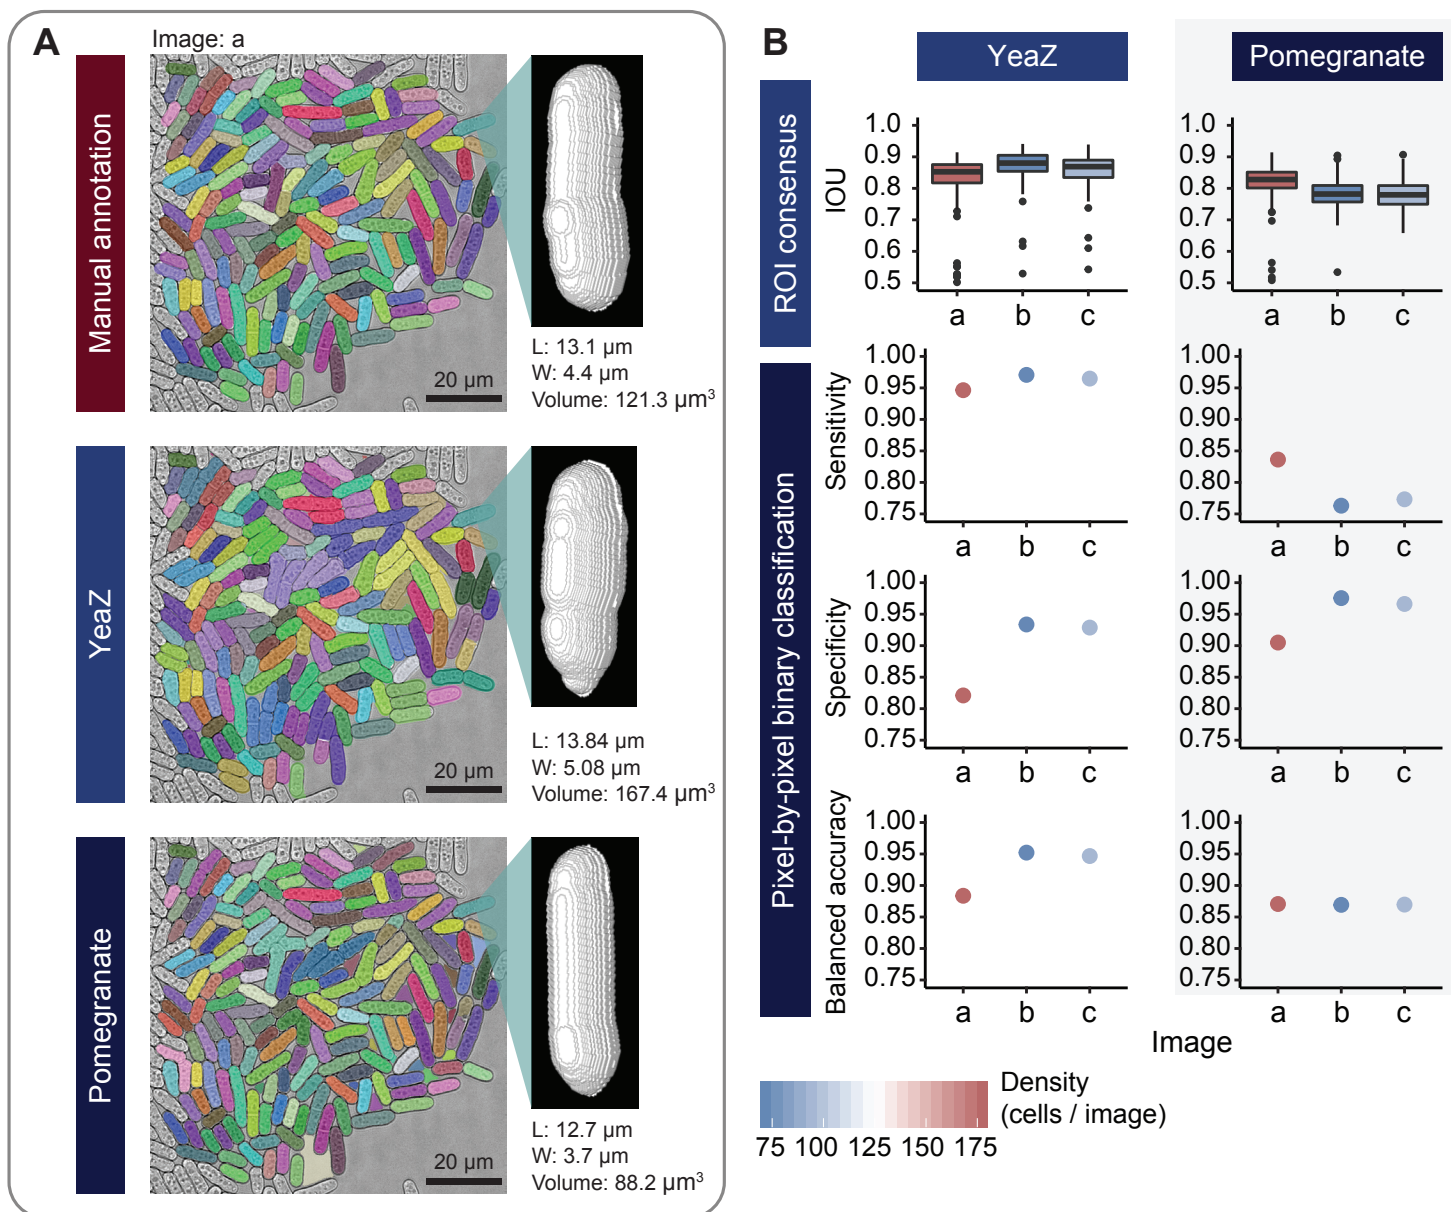 A
Image: a
Manual annotation
20 µm
L: 13.1 µm
W: 4.4 µm
Volume: 121.3 µm³
YeaZ
20 µm
L: 13.84 µm
W: 5.08 µm
Volume: 167.4 µm³
Pomegranate
20 µm
L: 12.7 µm
W: 3.7 µm
Volume: 88.2 µm³
B
YeaZ
Pomegranate
ROI consensus
IOU
1.0
0.9
0.8
0.7
0.6
0.5
a b c
1.0
0.9
0.8
0.7
0.6
0.5
a b c
Pixel-by-pixel binary classification
Sensitivity
1.00
0.95
0.90
0.85
0.80
0.75
a b c
1.00
0.95
0.90
0.85
0.80
0.75
a b c
Specificity
1.00
0.95
0.90
0.85
0.80
0.75
a b c
1.00
0.95
0.90
0.85
0.80
0.75
a b c
Balanced accuracy
1.00
0.95
0.90
0.85
0.80
0.75
a b c
1.00
0.95
0.90
0.85
0.80
0.75
a b c
Image
Density
(cells / image)
75 100 125 150 175